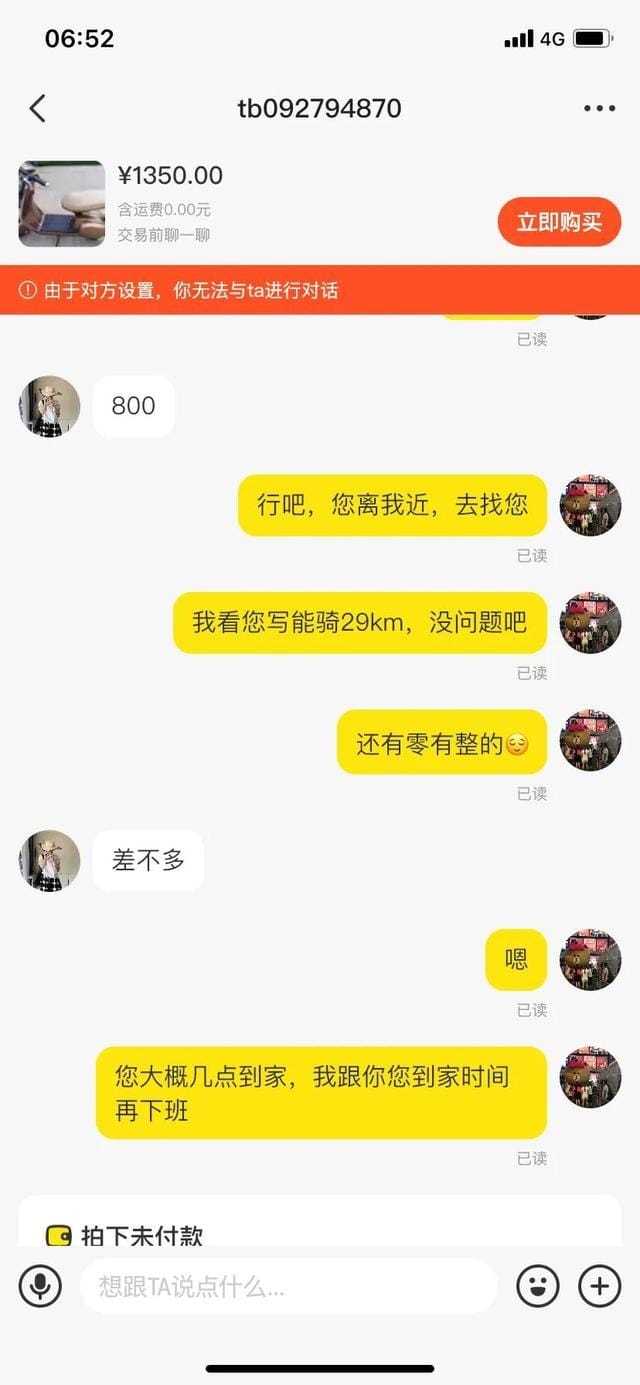 06:52
4G
tb092794870
¥1350.00
含运费0.00元
交易前聊一聊
立即购买
由于对方设置，你无法与ta进行对话
已读
800
行吧，您离我近，去找您
已读
我看您写能骑29km，没问题吧
已读
还有零有整的😌
已读
差不多
嗯
已读
您大概几点到家，我跟你您到家时间
再下班
已读
拍下未付款
想跟TA说点什么...